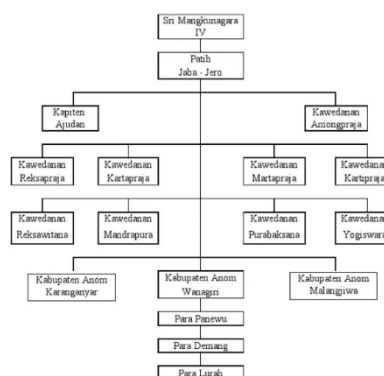 Sri Mangkunagara
IV
Patih
Jaba - Jero
Kapiten
Ajudan
Kawedanan
Amongpraja
Kawedanan
Reksapraja
Kawedanan
Kartapraja
Kawedanan
Martapraja
Kawedanan
Kartipraja
Kawedanan
Reksawitana
Kawedanan
Mandrapura
Kawedanan
Purabaksana
Kawedanan
Yogiswara
Kabupaten Anom
Karanganyar
Kabupaten Anom
Wanagiri
Kabupaten Anom
Malangjiwa
Para Panewu
Para Demang
Para Lurah